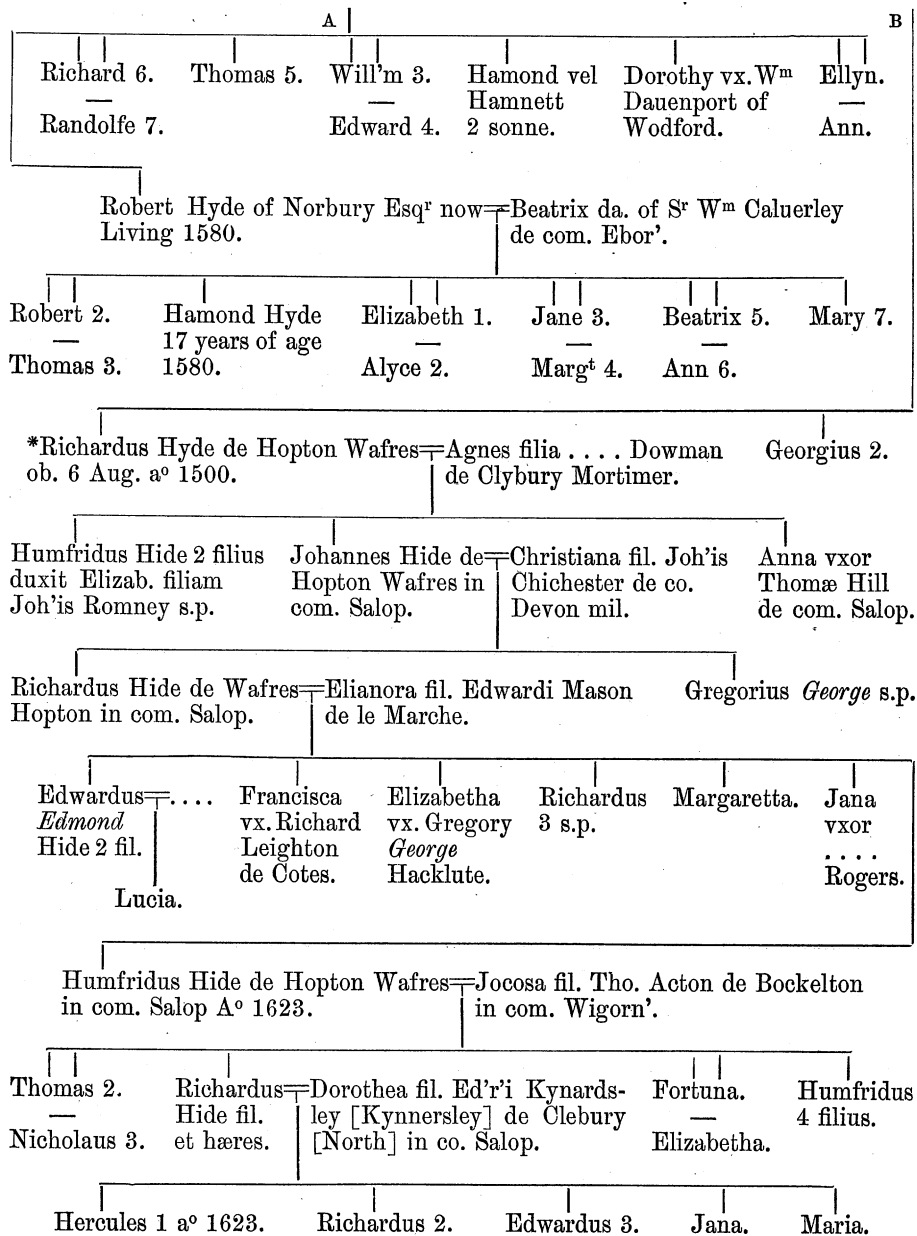 A B
Richard 6. Thomas 5. Will'm 3. Hamond vel Dorothy vx. Wᵐ Ellyn.
— — Hamnett Dauenport of —
Randolfe 7. Edward 4. 2 sonne. Wodford. Ann.
Robert Hyde of Norbury Esqʳ now Beatrix da. of Sʳ Wᵐ Caluerley
Living 1580. de com. Ebor'.
Robert 2. Hamond Hyde Elizabeth 1. Jane 3. Beatrix 5. Mary 7.
— 17 years of age — — —
Thomas 3. 1580. Alyce 2. Margᵗ 4. Ann 6.
*Richardus Hyde de Hopton Wafres Agnes filia . . . . Dowman Georgius 2.
ob. 6 Aug. aᵒ 1500. de Clybury Mortimer.
Humfridus Hide 2 filius Johannes Hide de Christiana fil. Joh'is Anna vxor
duxit Elizab. filiam Hopton Wafres in Chichester de co. Thomæ Hill
Joh'is Romney s.p. com. Salop. Devon mil. de com. Salop.
Richardus Hide de Wafres Elianora fil. Edwardi Mason Gregorius George s.p.
Hopton in com. Salop. de le Marche.
Edwardus . . . . Francisca Elizabetha Richardus Margaretta. Jana
Edmond vx. Richard vx. Gregory 3 s.p. vxor
Hide 2 fil. Leighton George . . . .
de Cotes. Hacklute. Rogers.
Lucia.
Humfridus Hide de Hopton Wafres Jocosa fil. Tho. Acton de Bockelton
in com. Salop Aᵒ 1623. in com. Wigorn'.
Thomas 2. Richardus Dorothea fil. Ed'r'i Kynards- Fortuna. Humfridus
— Hide fil. ley [Kynnersley] de Clebury — 4 filius.
Nicholaus 3. et hæres. [North] in co. Salop. Elizabetha.
Hercules 1 aᵒ 1623. Richardus 2. Edwardus 3. Jana. Maria.